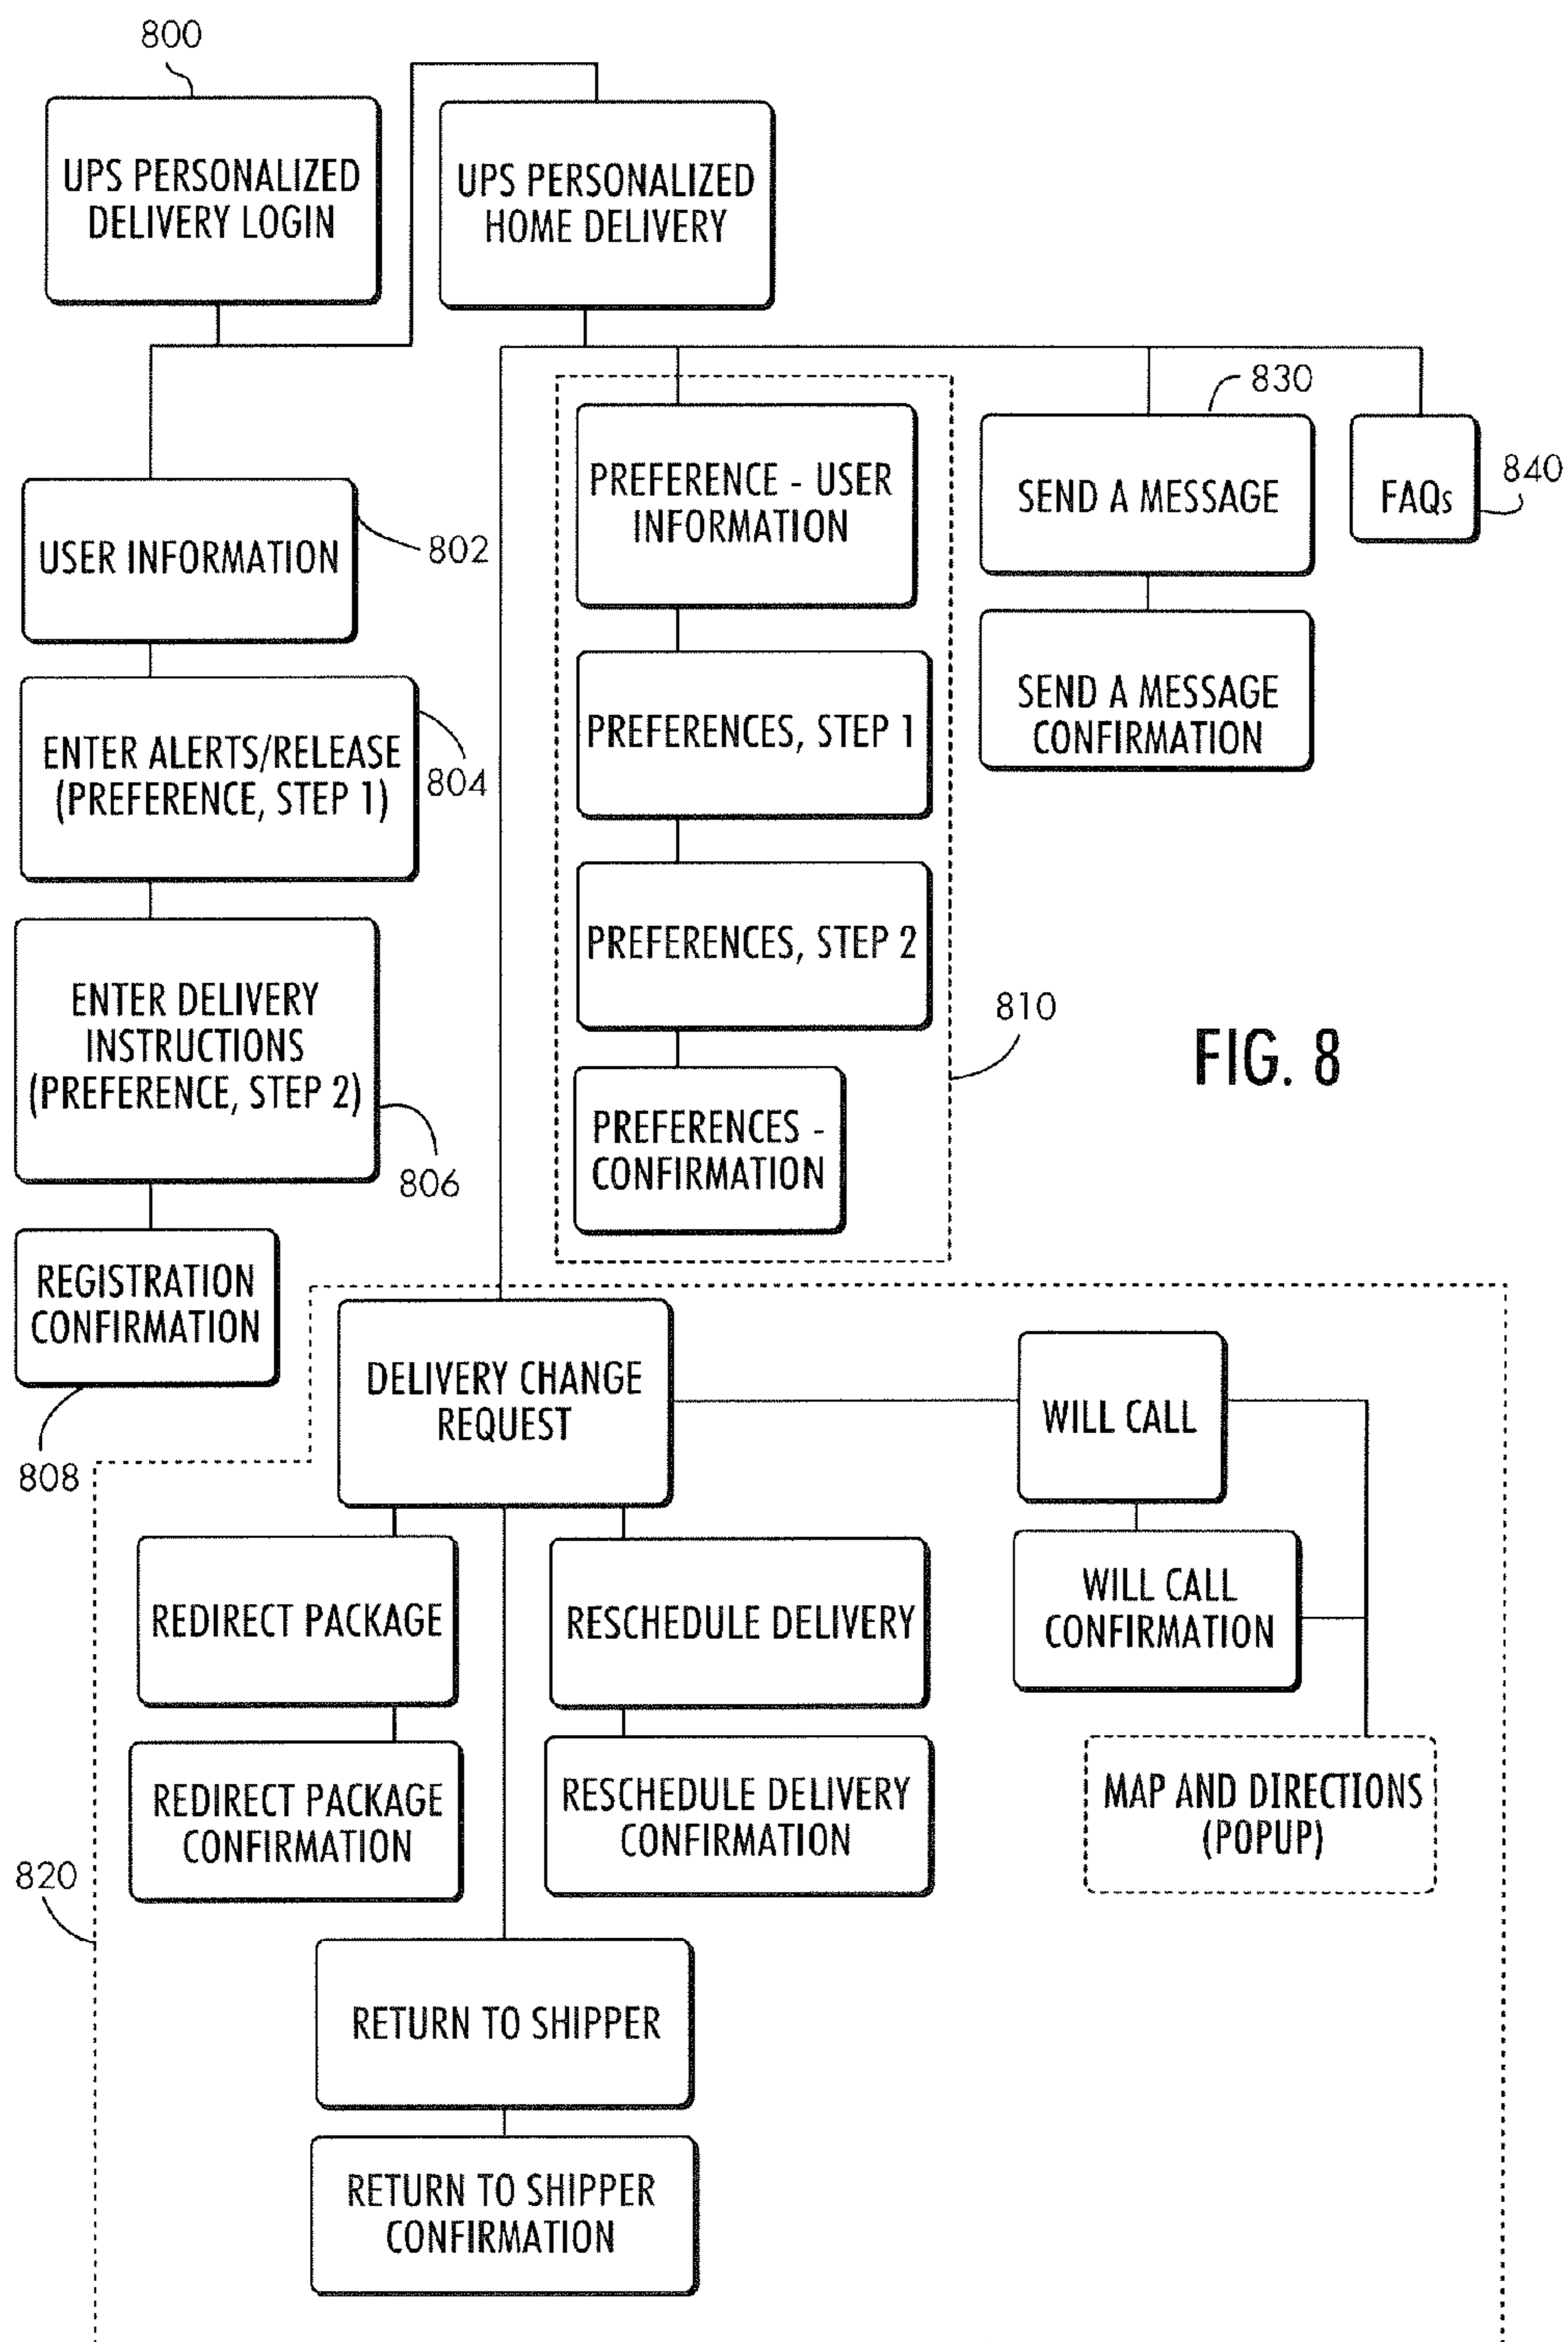 800
UPS PERSONALIZED
DELIVERY LOGIN
UPS PERSONALIZED
HOME DELIVERY
USER INFORMATION
802
ENTER ALERTS/RELEASE
(PREFERENCE, STEP 1)
804
ENTER DELIVERY
INSTRUCTIONS
(PREFERENCE, STEP 2)
806
REGISTRATION
CONFIRMATION
808
PREFERENCE - USER
INFORMATION
PREFERENCES, STEP 1
PREFERENCES, STEP 2
PREFERENCES -
CONFIRMATION
810
830
SEND A MESSAGE
SEND A MESSAGE
CONFIRMATION
FAQs
840
FIG. 8
DELIVERY CHANGE
REQUEST
WILL CALL
WILL CALL
CONFIRMATION
MAP AND DIRECTIONS
(POPUP)
REDIRECT PACKAGE
REDIRECT PACKAGE
CONFIRMATION
RESCHEDULE DELIVERY
RESCHEDULE DELIVERY
CONFIRMATION
820
RETURN TO SHIPPER
RETURN TO SHIPPER
CONFIRMATION